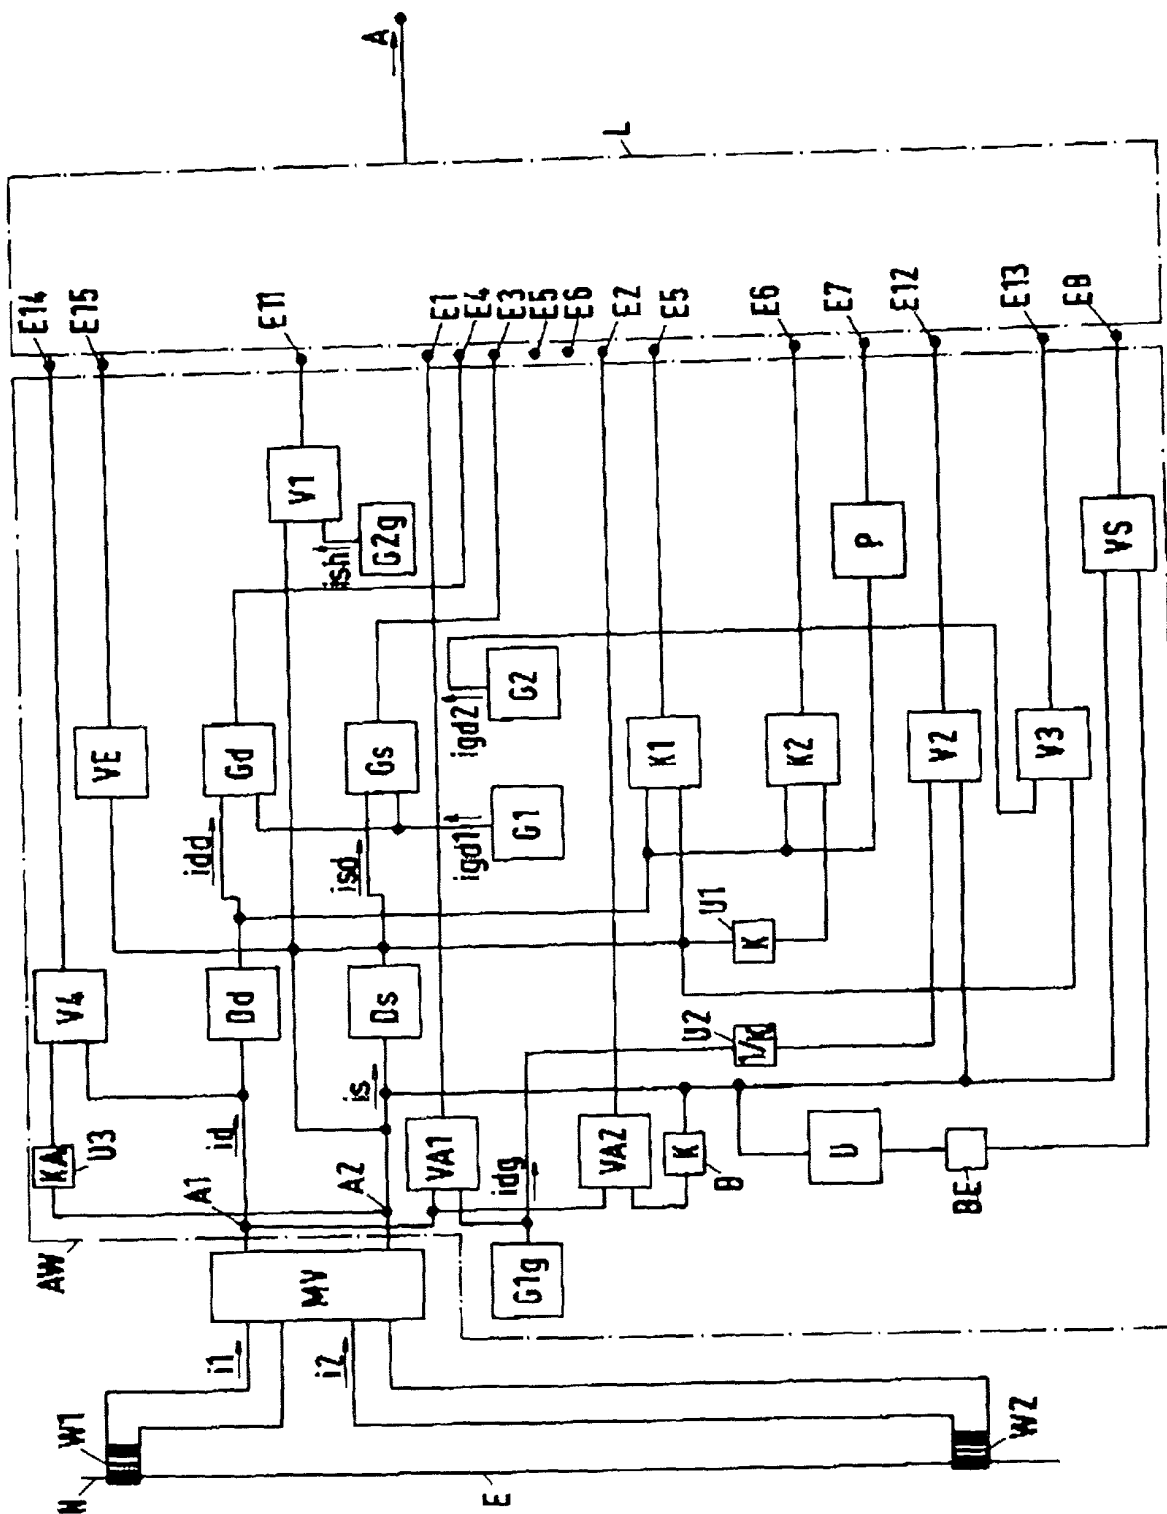 A
L
E14
E15
E11
E1
E4
E3
E5
E6
E2
E5
E6
E7
E12
E13
E8
V1
ish
G2g
P
VS
VE
Gd
Gs
igd2
G2
K1
K2
V2
V3
idd
isd
igd1
G1
U1
K
V4
Dd
Ds
U2
1/K
KA
U3
id
is
VA1
VA2
K
B
U
BE
A1
A2
idg
AW
MV
G1g
i1
i2
N
W1
E
W2